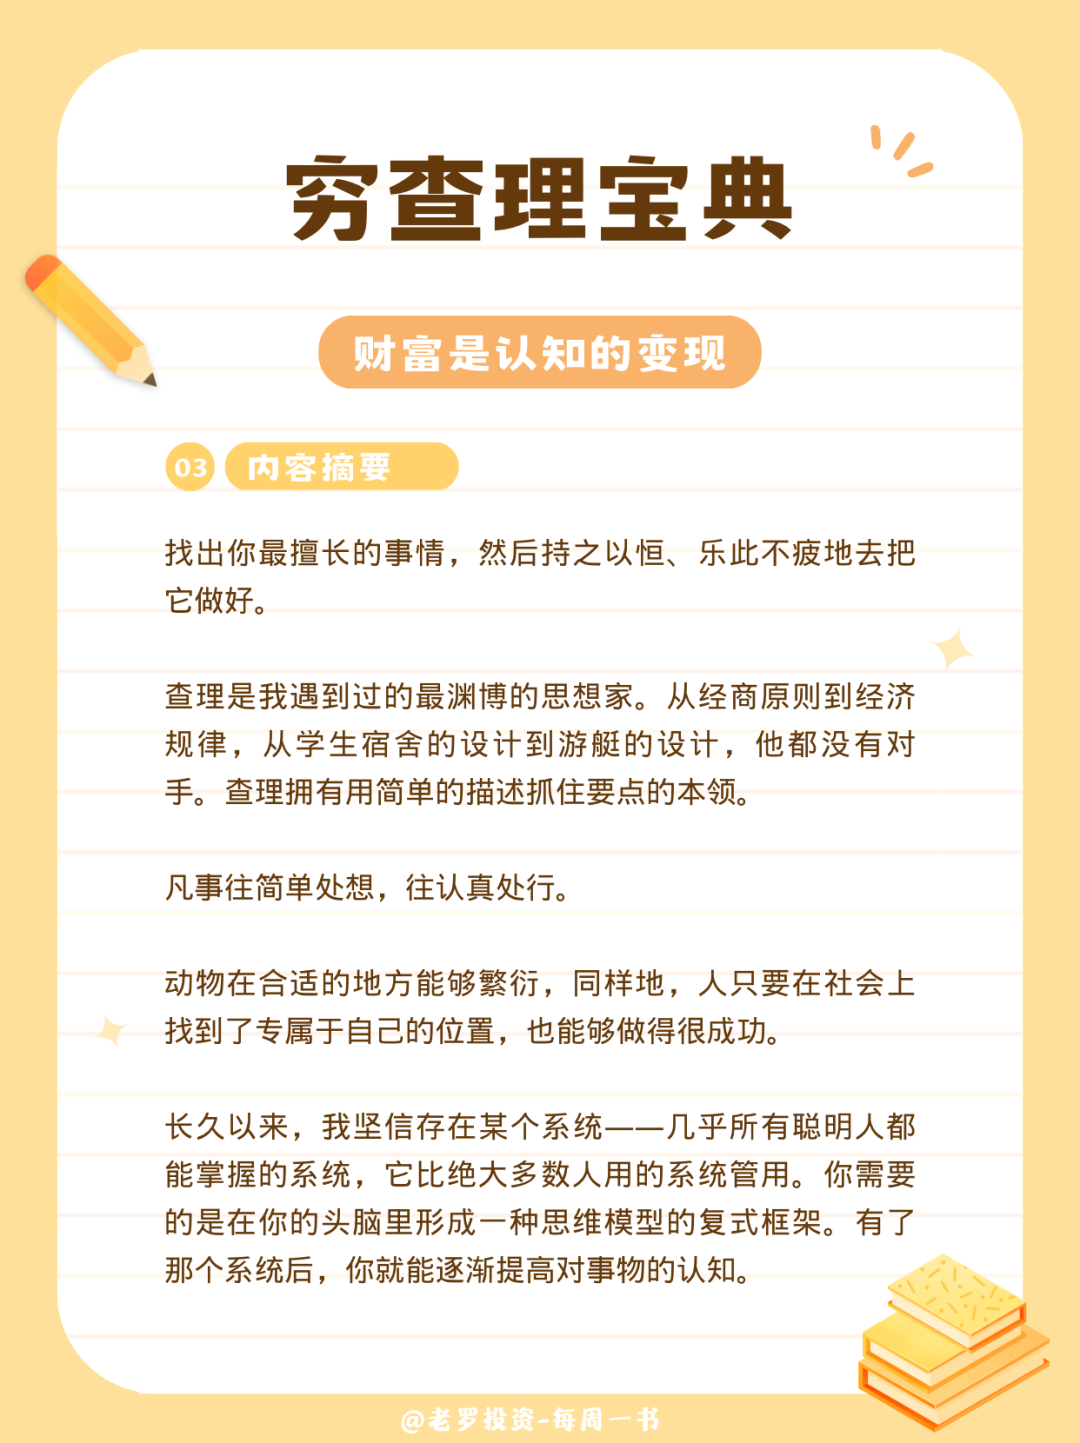 穷查理宝典
财富是认知的变现
03 内容摘要
找出你最擅长的事情，然后持之以恒、乐此不疲地去把
它做好。
查理是我遇到过的最渊博的思想家。从经商原则到经济
规律，从学生宿舍的设计到游艇的设计，他都没有对
手。查理拥有用简单的描述抓住要点的本领。
凡事往简单处想，往认真处行。
动物在合适的地方能够繁衍，同样地，人只要在社会上
找到了专属于自己的位置，也能够做得很成功。
长久以来，我坚信存在某个系统——几乎所有聪明人都
能掌握的系统，它比绝大多数人用的系统管用。你需要
的是在你的头脑里形成一种思维模型的复式框架。有了
那个系统后，你就能逐渐提高对事物的认知。
@老罗投资-每周一书